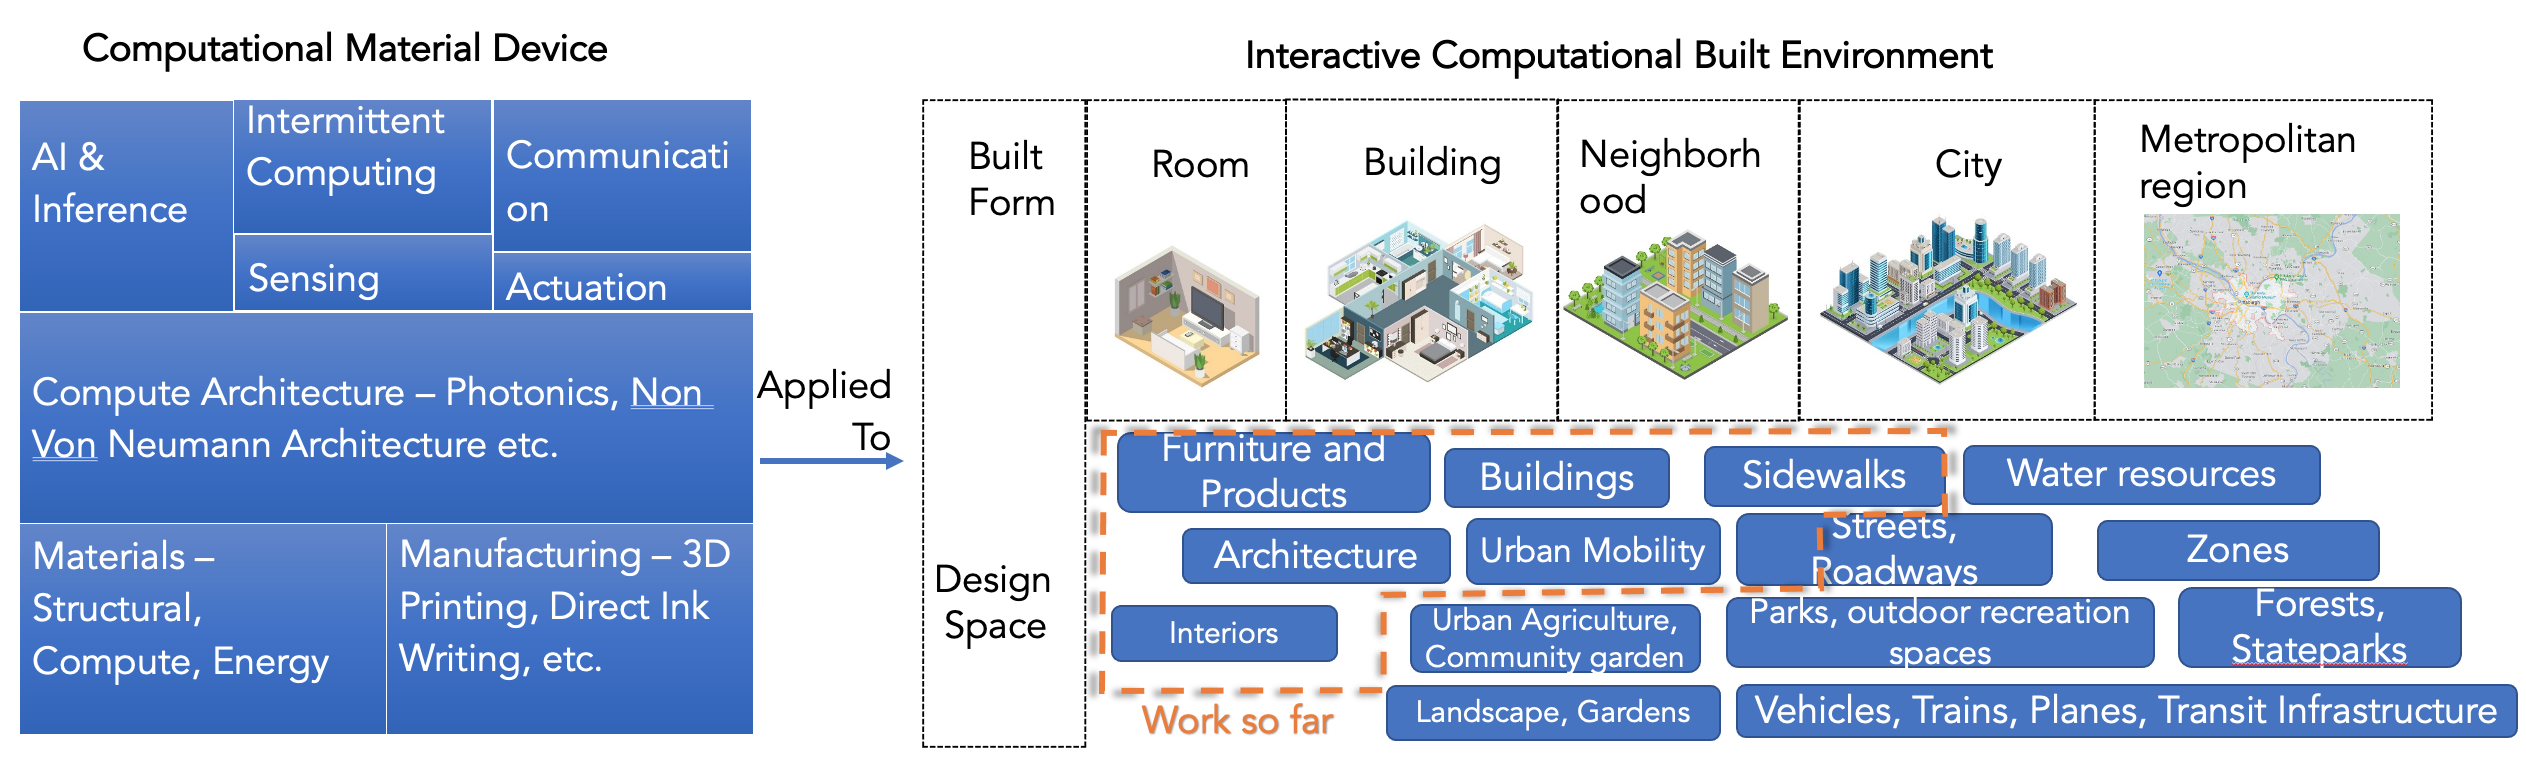 Computational Material Device
AI &
Inference
Intermittent
Computing
Communicati
on
Sensing
Actuation
Compute Architecture – Photonics, Non
Von Neumann Architecture etc.
Materials –
Structural,
Compute, Energy
Manufacturing – 3D
Printing, Direct Ink
Writing, etc.
Applied
To
Interactive Computational Built Environment
Built
Form
Room
Building
Neighborh
ood
City
Metropolitan
region
Design
Space
Furniture and
Products
Buildings
Sidewalks
Water resources
Architecture
Urban Mobility
Streets,
Roadways
Zones
Interiors
Urban Agriculture,
Community garden
Parks, outdoor recreation
spaces
Forests,
Stateparks
Work so far
Landscape, Gardens
Vehicles, Trains, Planes, Transit Infrastructure